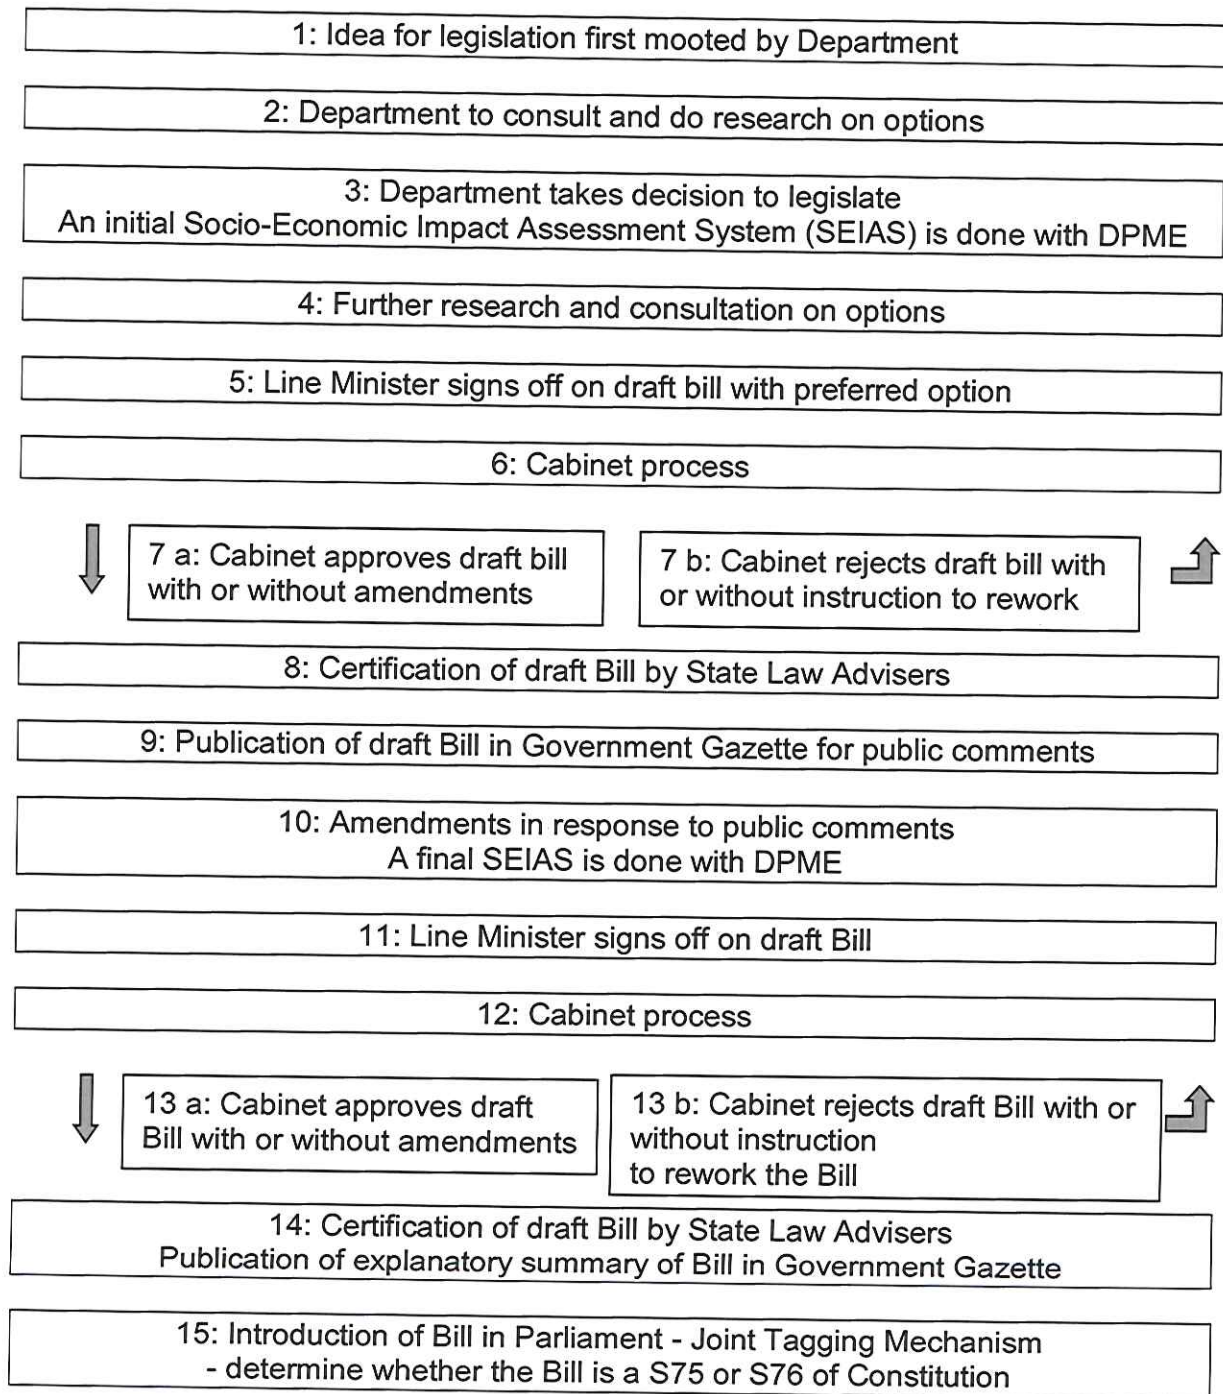 1: Idea for legislation first mooted by Department
2: Department to consult and do research on options
3: Department takes decision to legislate
An initial Socio-Economic Impact Assessment System (SEIAS) is done with DPME
4: Further research and consultation on options
5: Line Minister signs off on draft bill with preferred option
6: Cabinet process
7 a: Cabinet approves draft bill
with or without amendments
7 b: Cabinet rejects draft bill with
or without instruction to rework
8: Certification of draft Bill by State Law Advisers
9: Publication of draft Bill in Government Gazette for public comments
10: Amendments in response to public comments
A final SEIAS is done with DPME
11: Line Minister signs off on draft Bill
12: Cabinet process
13 a: Cabinet approves draft
Bill with or without amendments
13 b: Cabinet rejects draft Bill with or
without instruction
to rework the Bill
14: Certification of draft Bill by State Law Advisers
Publication of explanatory summary of Bill in Government Gazette
15: Introduction of Bill in Parliament - Joint Tagging Mechanism
- determine whether the Bill is a S75 or S76 of Constitution